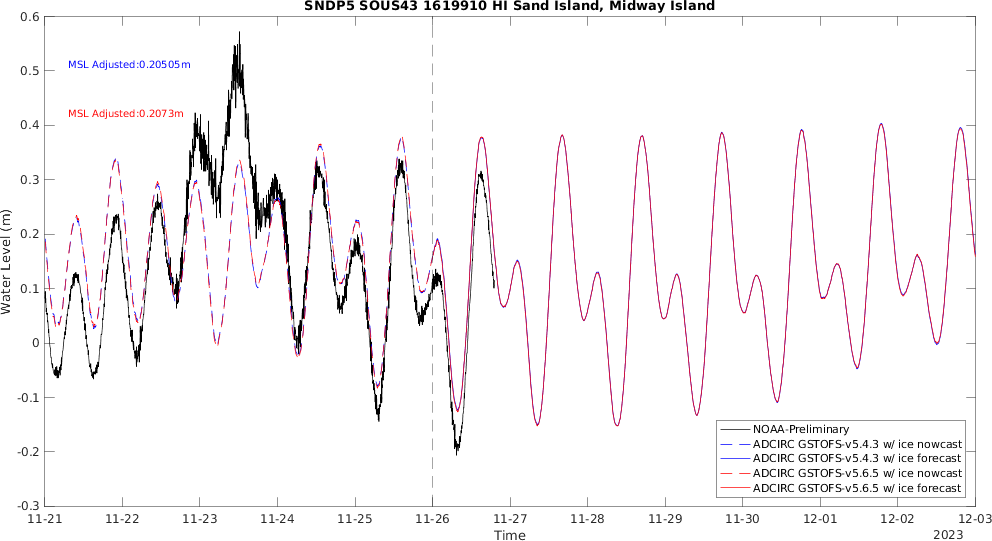 SNDP5 SOUS43 1619910 HI Sand Island, Midway Island
0.6
0.5
0.4
0.3
0.2
0.1
0
-0.1
-0.2
-0.3
Water Level (m)
MSL Adjusted:0.20505m
MSL Adjusted:0.2073m
NOAA-Preliminary
ADCIRC GSTOFS-v5.4.3 w/ ice nowcast
ADCIRC GSTOFS-v5.4.3 w/ ice forecast
ADCIRC GSTOFS-v5.6.5 w/ ice nowcast
ADCIRC GSTOFS-v5.6.5 w/ ice forecast
11-21 11-22 11-23 11-24 11-25 11-26 11-27 11-28 11-29 11-30 12-01 12-02 12-03
Time
2023